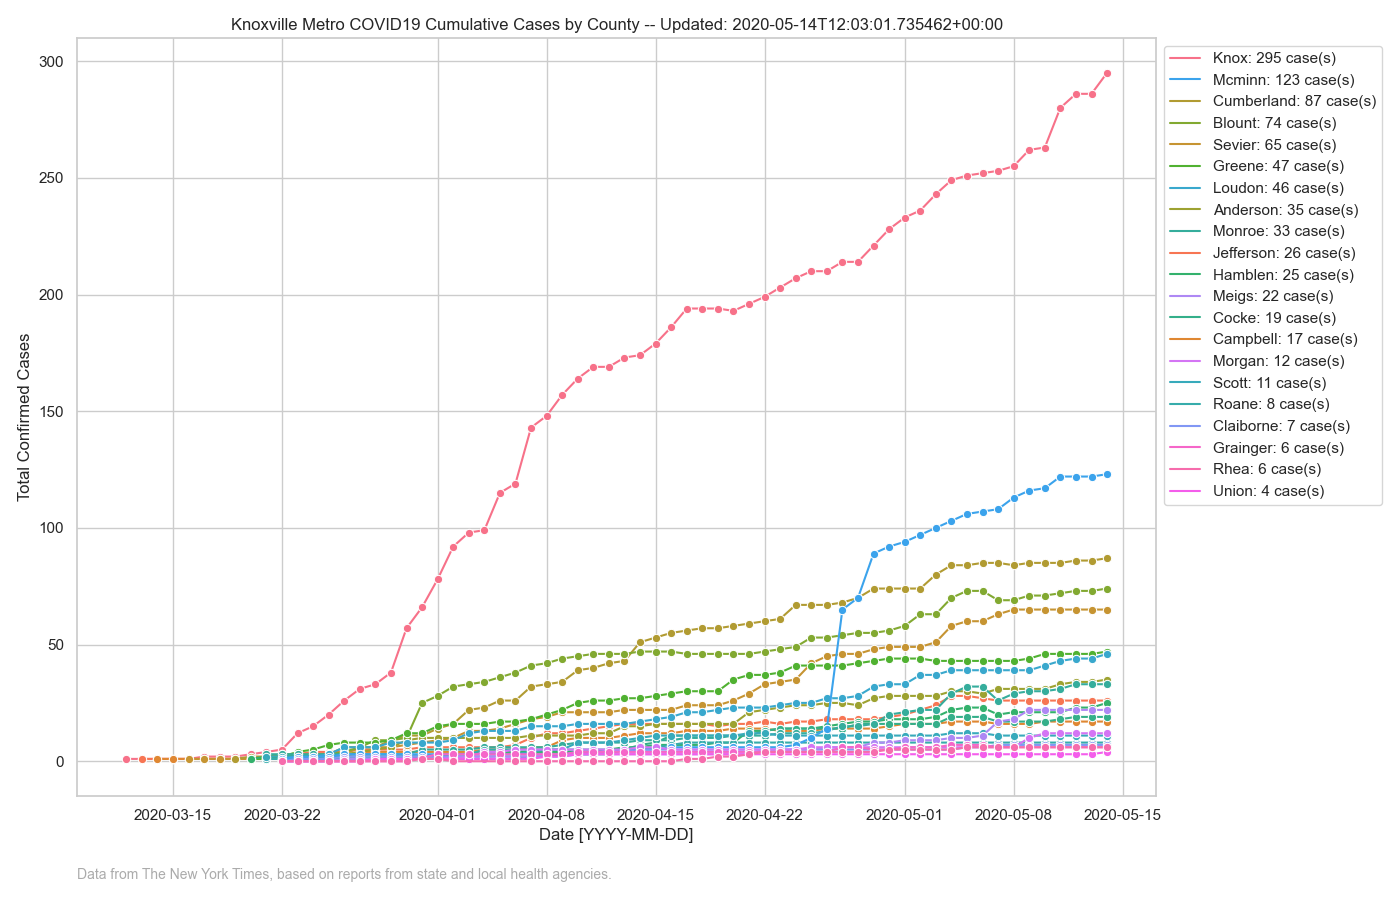 Knoxville Metro COVID19 Cumulative Cases by County -- Updated: 2020-05-14T12:03:01.735462+00:00
Total Confirmed Cases
300
250
200
150
100
50
0
2020-03-15
2020-03-22
2020-04-01
2020-04-08
2020-04-15
2020-04-22
2020-05-01
2020-05-08
2020-05-15
Date [YYYY-MM-DD]
Knox: 295 case(s)
Mcminn: 123 case(s)
Cumberland: 87 case(s)
Blount: 74 case(s)
Sevier: 65 case(s)
Greene: 47 case(s)
Loudon: 46 case(s)
Anderson: 35 case(s)
Monroe: 33 case(s)
Jefferson: 26 case(s)
Hamblen: 25 case(s)
Meigs: 22 case(s)
Cocke: 19 case(s)
Campbell: 17 case(s)
Morgan: 12 case(s)
Scott: 11 case(s)
Roane: 8 case(s)
Claiborne: 7 case(s)
Grainger: 6 case(s)
Rhea: 6 case(s)
Union: 4 case(s)
Data from The New York Times, based on reports from state and local health agencies.